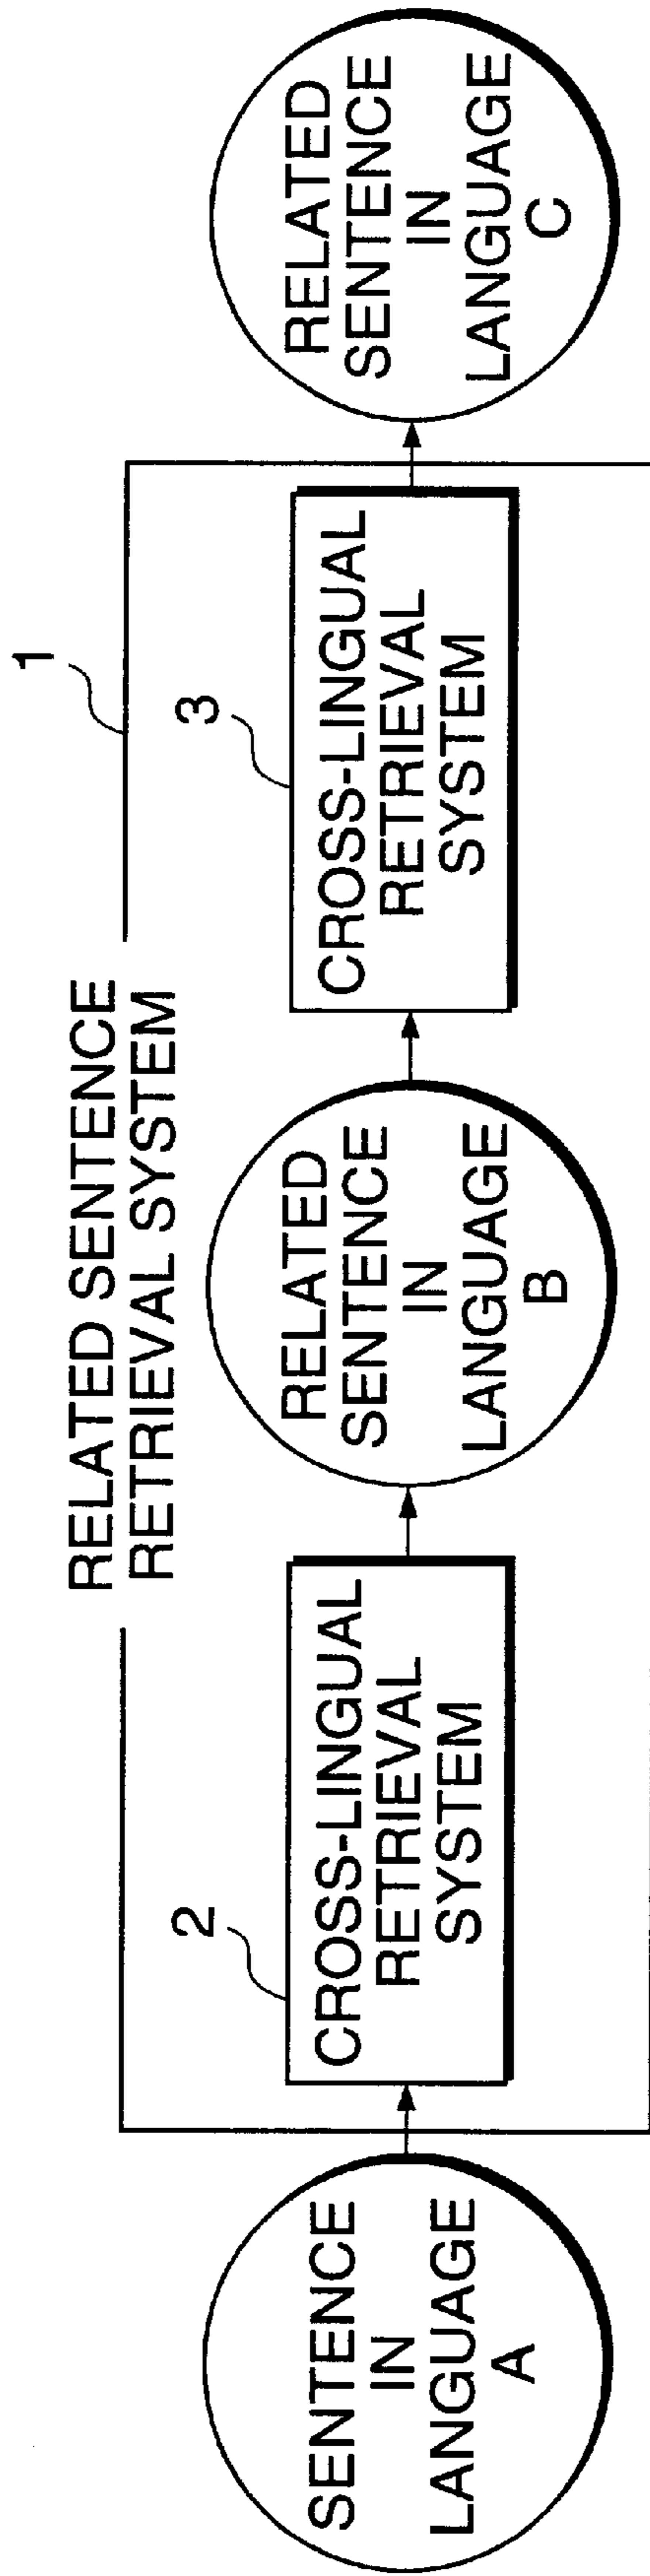 RELATED SENTENCE
RETRIEVAL SYSTEM
1
SENTENCE
IN
LANGUAGE
A
2
CROSS-LINGUAL
RETRIEVAL
SYSTEM
RELATED
SENTENCE
IN
LANGUAGE
B
3
CROSS-LINGUAL
RETRIEVAL
SYSTEM
RELATED
SENTENCE
IN
LANGUAGE
C